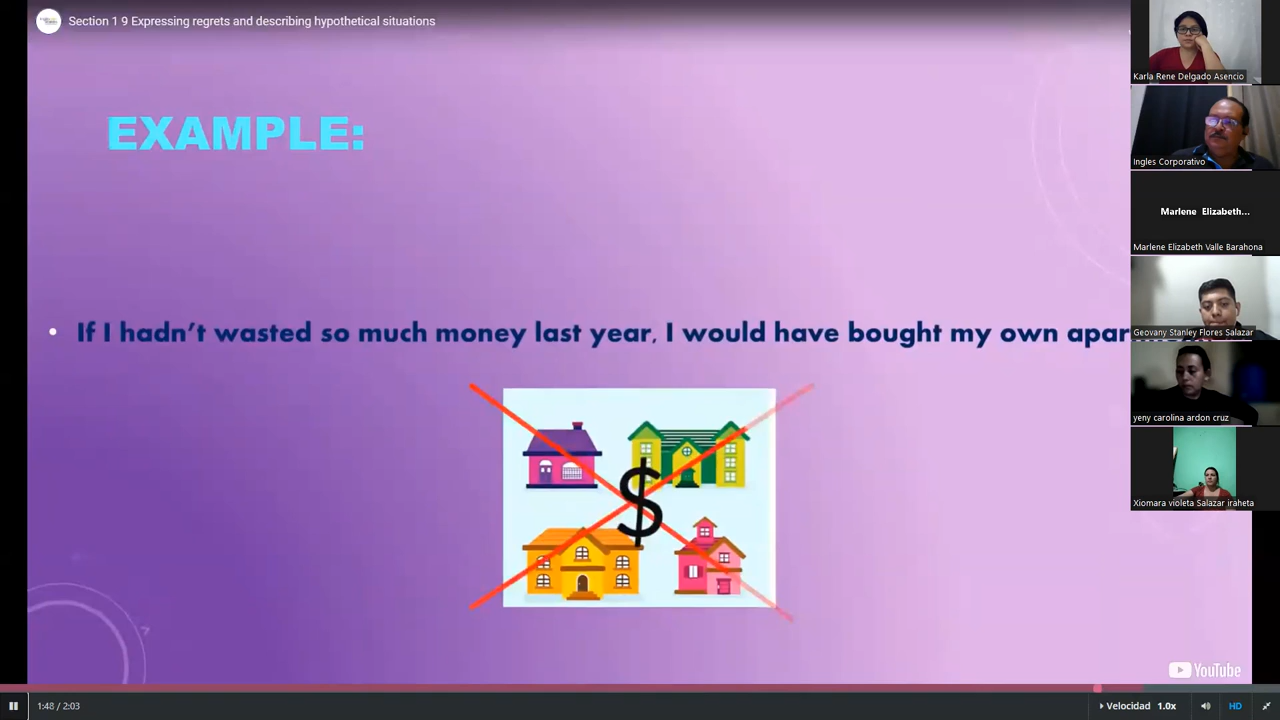 Section 1 9 Expressing regrets and describing hypothetical situations
EXAMPLE:
• If I hadn't wasted so much money last year, I would have bought my own
$
Karla Rene Delgado Asencio
Ingles Corporativo
Marlene Elizabeth...
Marlene Elizabeth Valle Barahona
Geovany Stanley Flores Salazar
yeny carolina ardon cruz
Xiomara violeta Salazar iraheta
YouTube
1:48 / 2:03
Velocidad 1.0x
HD